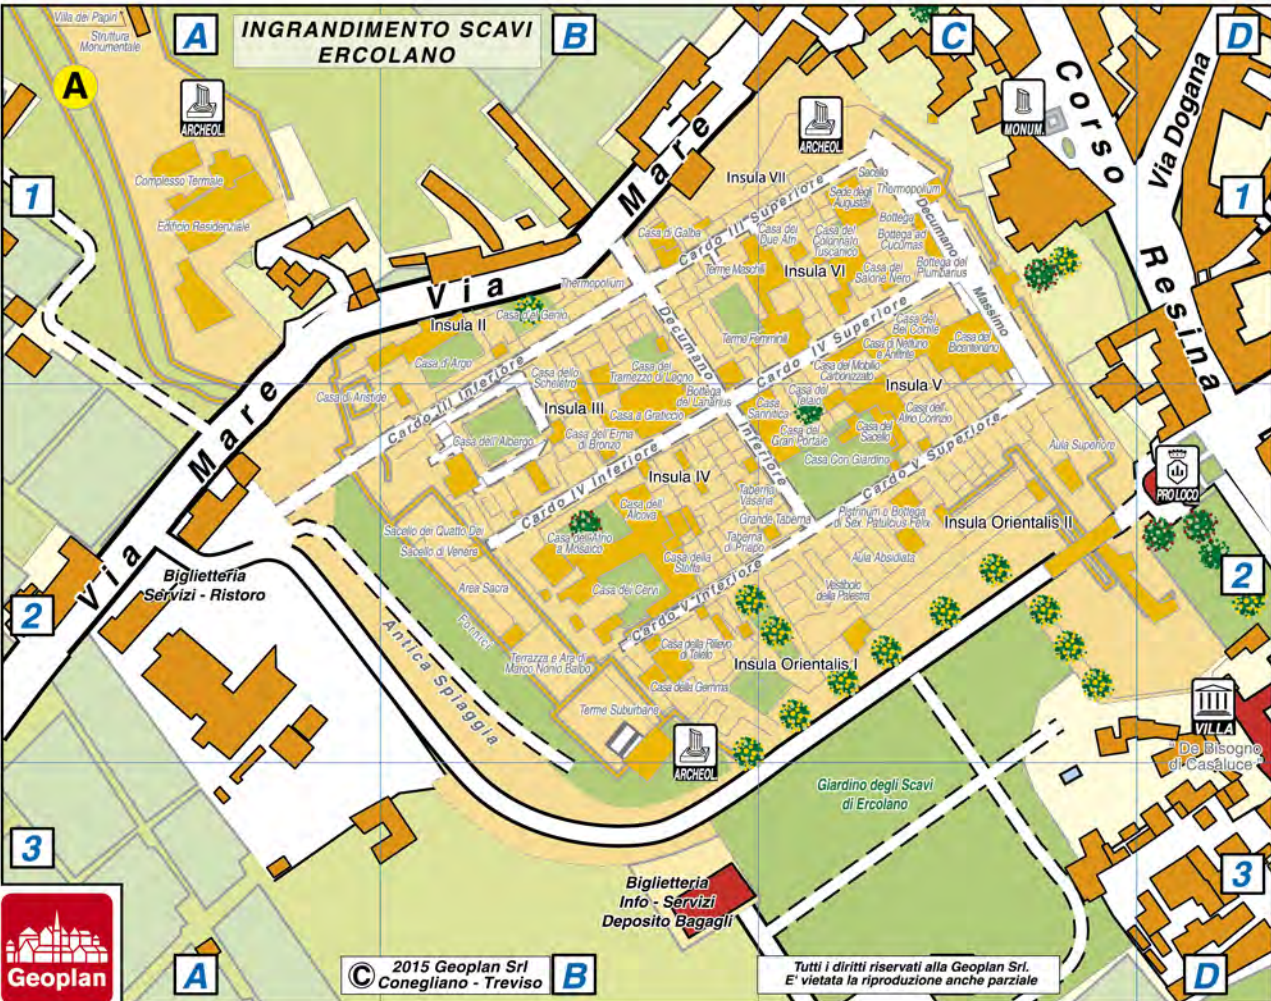 Villa dei Papiri
Struttura
Monumentale
A
INGRANDIMENTO SCAVI
ERCOLANO
B
C
D
A
ARCHEOL.
ARCHEOL.
MONUM.
Corso Resina
Via Dogana
1
1
Complesso Termale
Edificio Residenziale
Via Mare
Via Mare
Insula VII
Cardo III Superiore
Sacello
Sede degli
Augustali
Thermopolium
Decumano Massimo
Bottega
Bottega ad
Cucumas
Bottega del
Plumbarius
Casa di Galba
Casa dei
Due Atri
Casa del
Colonnato
Tuscanico
Terme Maschili
Insula VI
Casa del
Salone Nero
Thermopolium
Insula II
Casa del Genio
Casa di Argo
Casa di Aristide
Cardo III Inferiore
Decumano Inferiore
Terme Femminili
Cardo IV Superiore
Casa del
Bel Cortile
Casa di Nettuno
e Anfitrite
Casa del
Bicentenario
Casa dello
Scheletro
Casa del
Tramezzo di Legno
Casa del Mobilio
Carbonizzato
Insula V
Bottega
del Lanarius
Casa
Sannitica
Casa del
Telaio
Insula III
Casa a Graticcio
Casa dell'Atrio
Corinzio
Casa dell'Albergo
Casa dell'Erma
di Bronzo
Casa del
Gran Portale
Casa del
Sacello
Casa Con Giardino
Cardo V Superiore
Aula Superiore
PRO LOCO
Cardo IV Inferiore
Insula IV
Casa dell'
Alcova
Taberna
Vasaria
Grande Taberna
Pistrinum e Bottega
di Sex. Patulcius Felix
Insula Orientalis II
Sacello dei Quatto Dei
Sacello di Venere
Casa dell'Atrio
a Mosaico
Taberna
di Priapo
Aula Absidiata
Casa della
Stoffa
Biglietteria
Servizi - Ristoro
Area Sacra
Casa dei Cervi
Vestibolo
della Palestra
2
2
Fornici
Antica Spiaggia
Cardo V Inferiore
Casa della Rilievo
di Telefo
Terrazza e Ara di
Marco Nonio Balbo
Insula Orientalis I
Casa della Gemma
Terme Suburbane
ARCHEOL.
VILLA
" De Bisogno
di Casaluce "
Giardino degli Scavi
di Ercolano
3
3
Biglietteria
Info - Servizi
Deposito Bagagli
Geoplan
A
© 2015 Geoplan Srl
Conegliano - Treviso
B
Tutti i diritti riservati alla Geoplan Srl.
E' vietata la riproduzione anche parziale
D